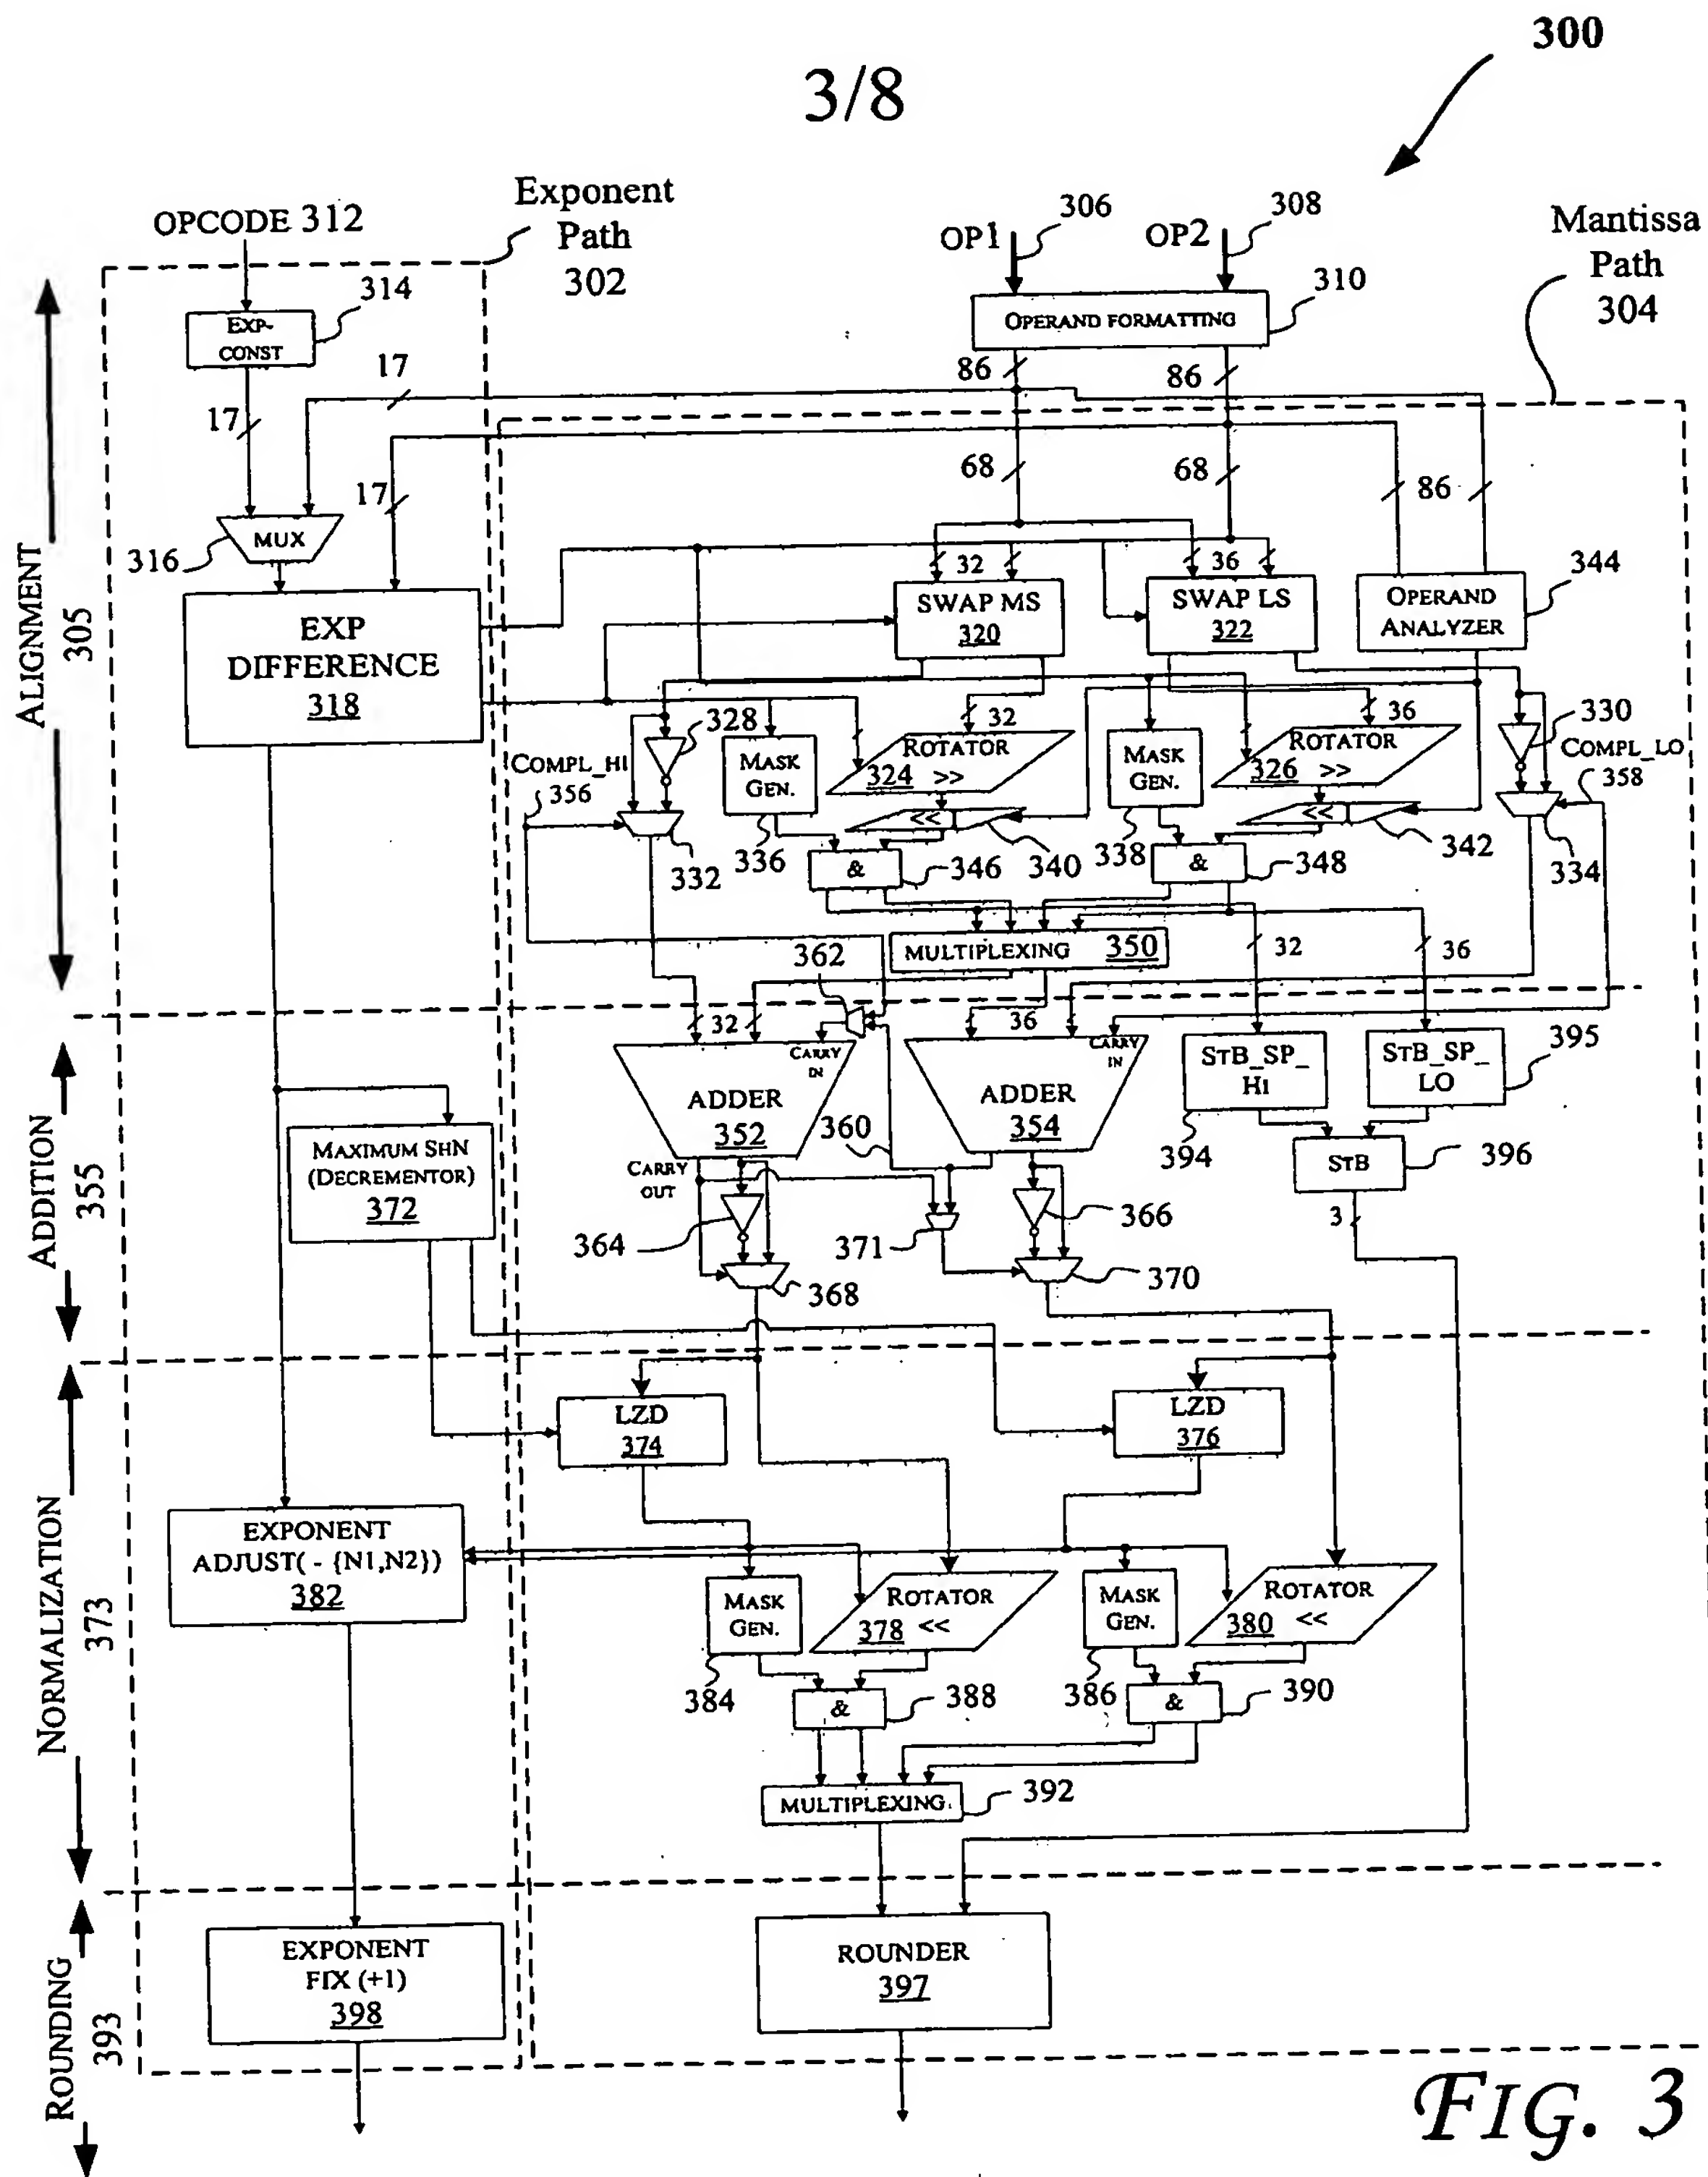 300
3/8
OPCODE 312
Exponent
Path
302
OP1
306
OP2
308
Mantissa
Path
304
314
EXP-
CONST
310
OPERAND FORMATTING
17
17
86
86
17
68
68
86
316
MUX
32
36
344
ALIGNMENT
305
EXP
DIFFERENCE
318
SWAP MS
320
SWAP LS
322
OPERAND
ANALYZER
328
32
36
330
COMPL_HI
356
MASK
GEN.
ROTATOR
324 >>
MASK
GEN.
ROTATOR
326 >>
COMPL_LO
358
<<
<<
332
336
&
346
340
338
&
348
342
334
362
MULTIPLEXING 350
32
36
32
36
CARRY
IN
CARRY
IN
STB_SP_
HI
STB_SP_
LO
395
ADDITION
355
ADDER
352
360
ADDER
354
394
MAXIMUM SHN
(DECREMENTOR)
372
CARRY
OUT
STB
396
3
364
371
366
368
370
LZD
374
LZD
376
NORMALIZATION
373
EXPONENT
ADJUST( - {N1,N2})
382
MASK
GEN.
ROTATOR
378 <<
MASK
GEN.
ROTATOR
380 <<
384
&
388
386
&
390
MULTIPLEXING
392
ROUNDING
393
EXPONENT
FIX (+1)
398
ROUNDER
397
FIG. 3